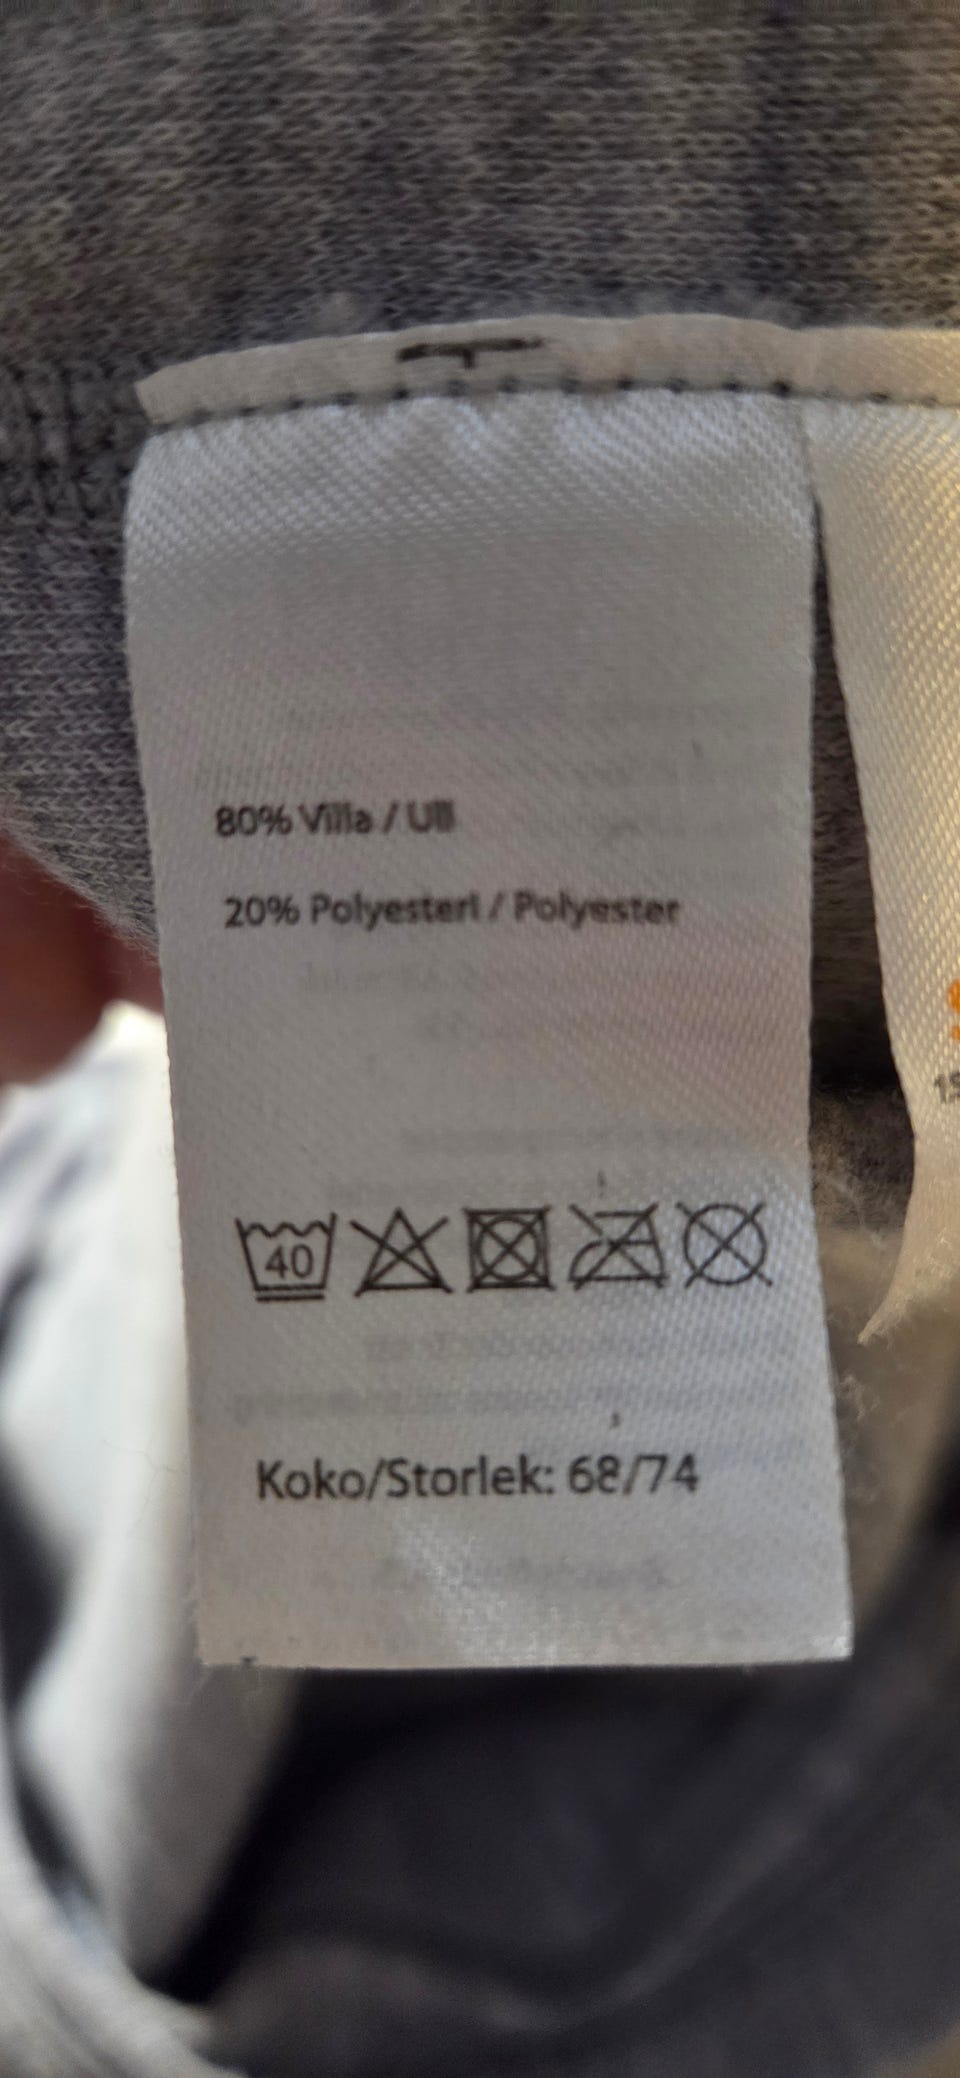 80% Villa / Ull
20% Polyesteri / Polyester
40
Koko/Storlek: 68/74